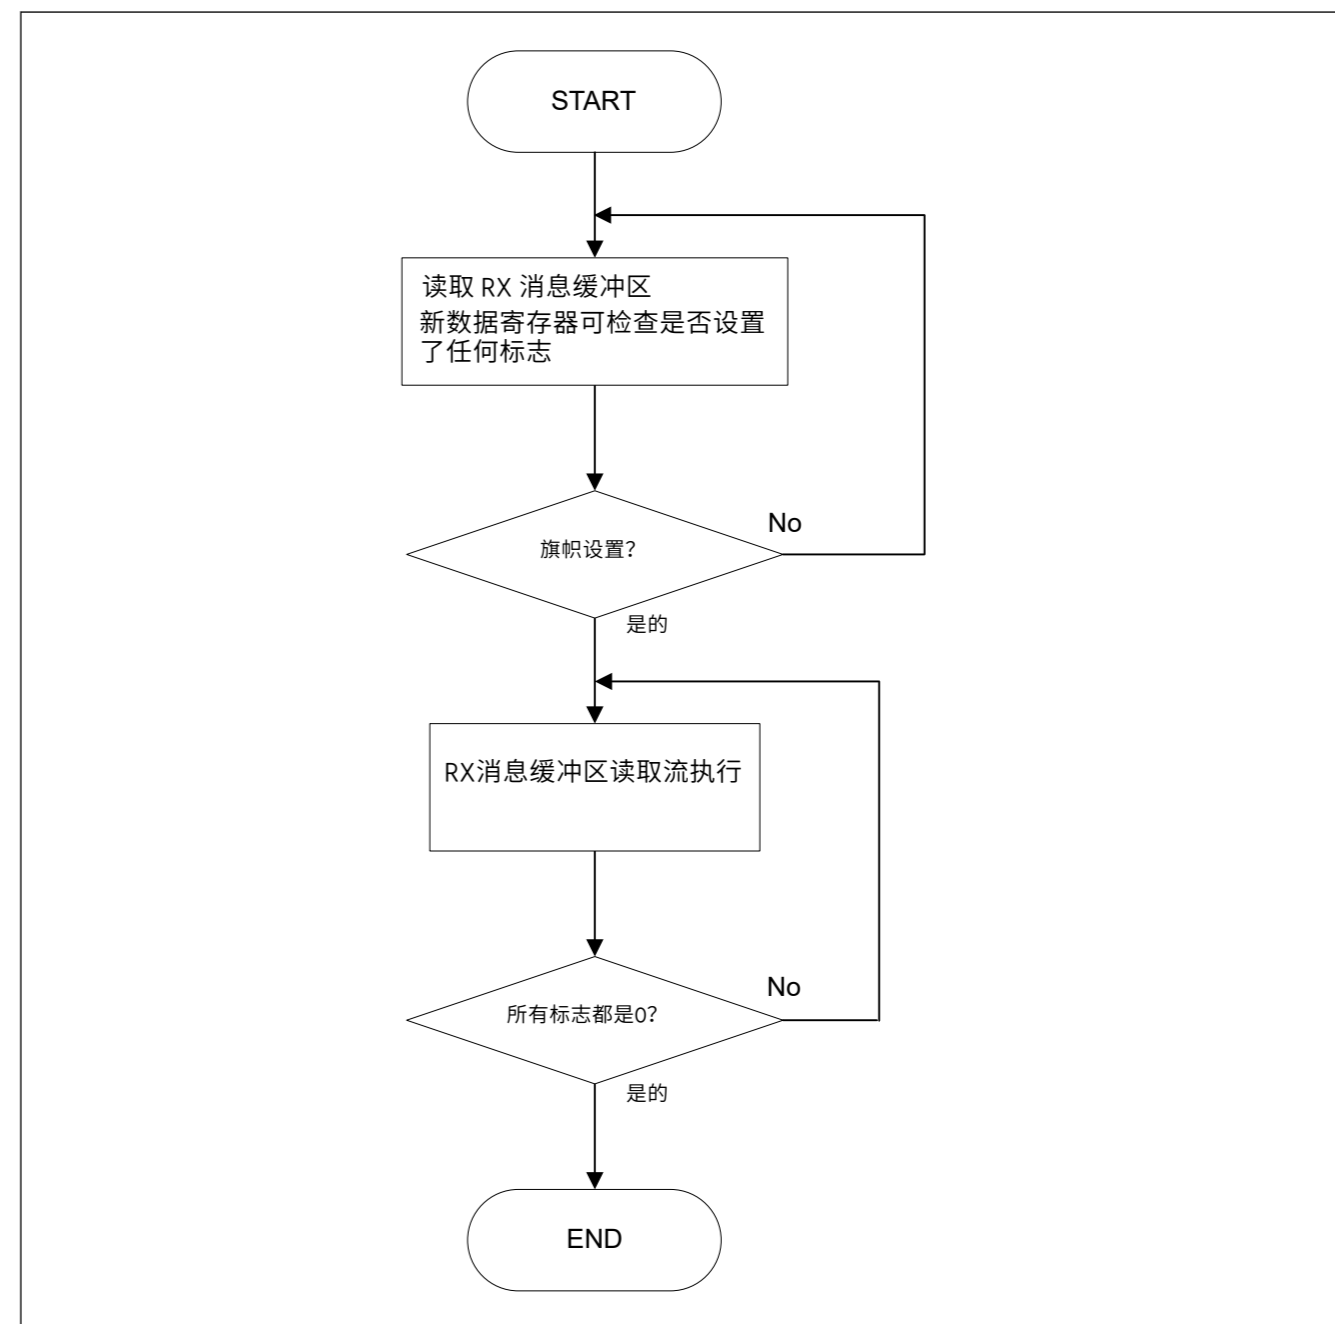 START
读取 RX 消息缓冲区
新数据寄存器可检查是否设置
了任何标志
No
旗帜设置?
是的
RX消息缓冲区读取流执行
No
所有标志都是0?
是的
END